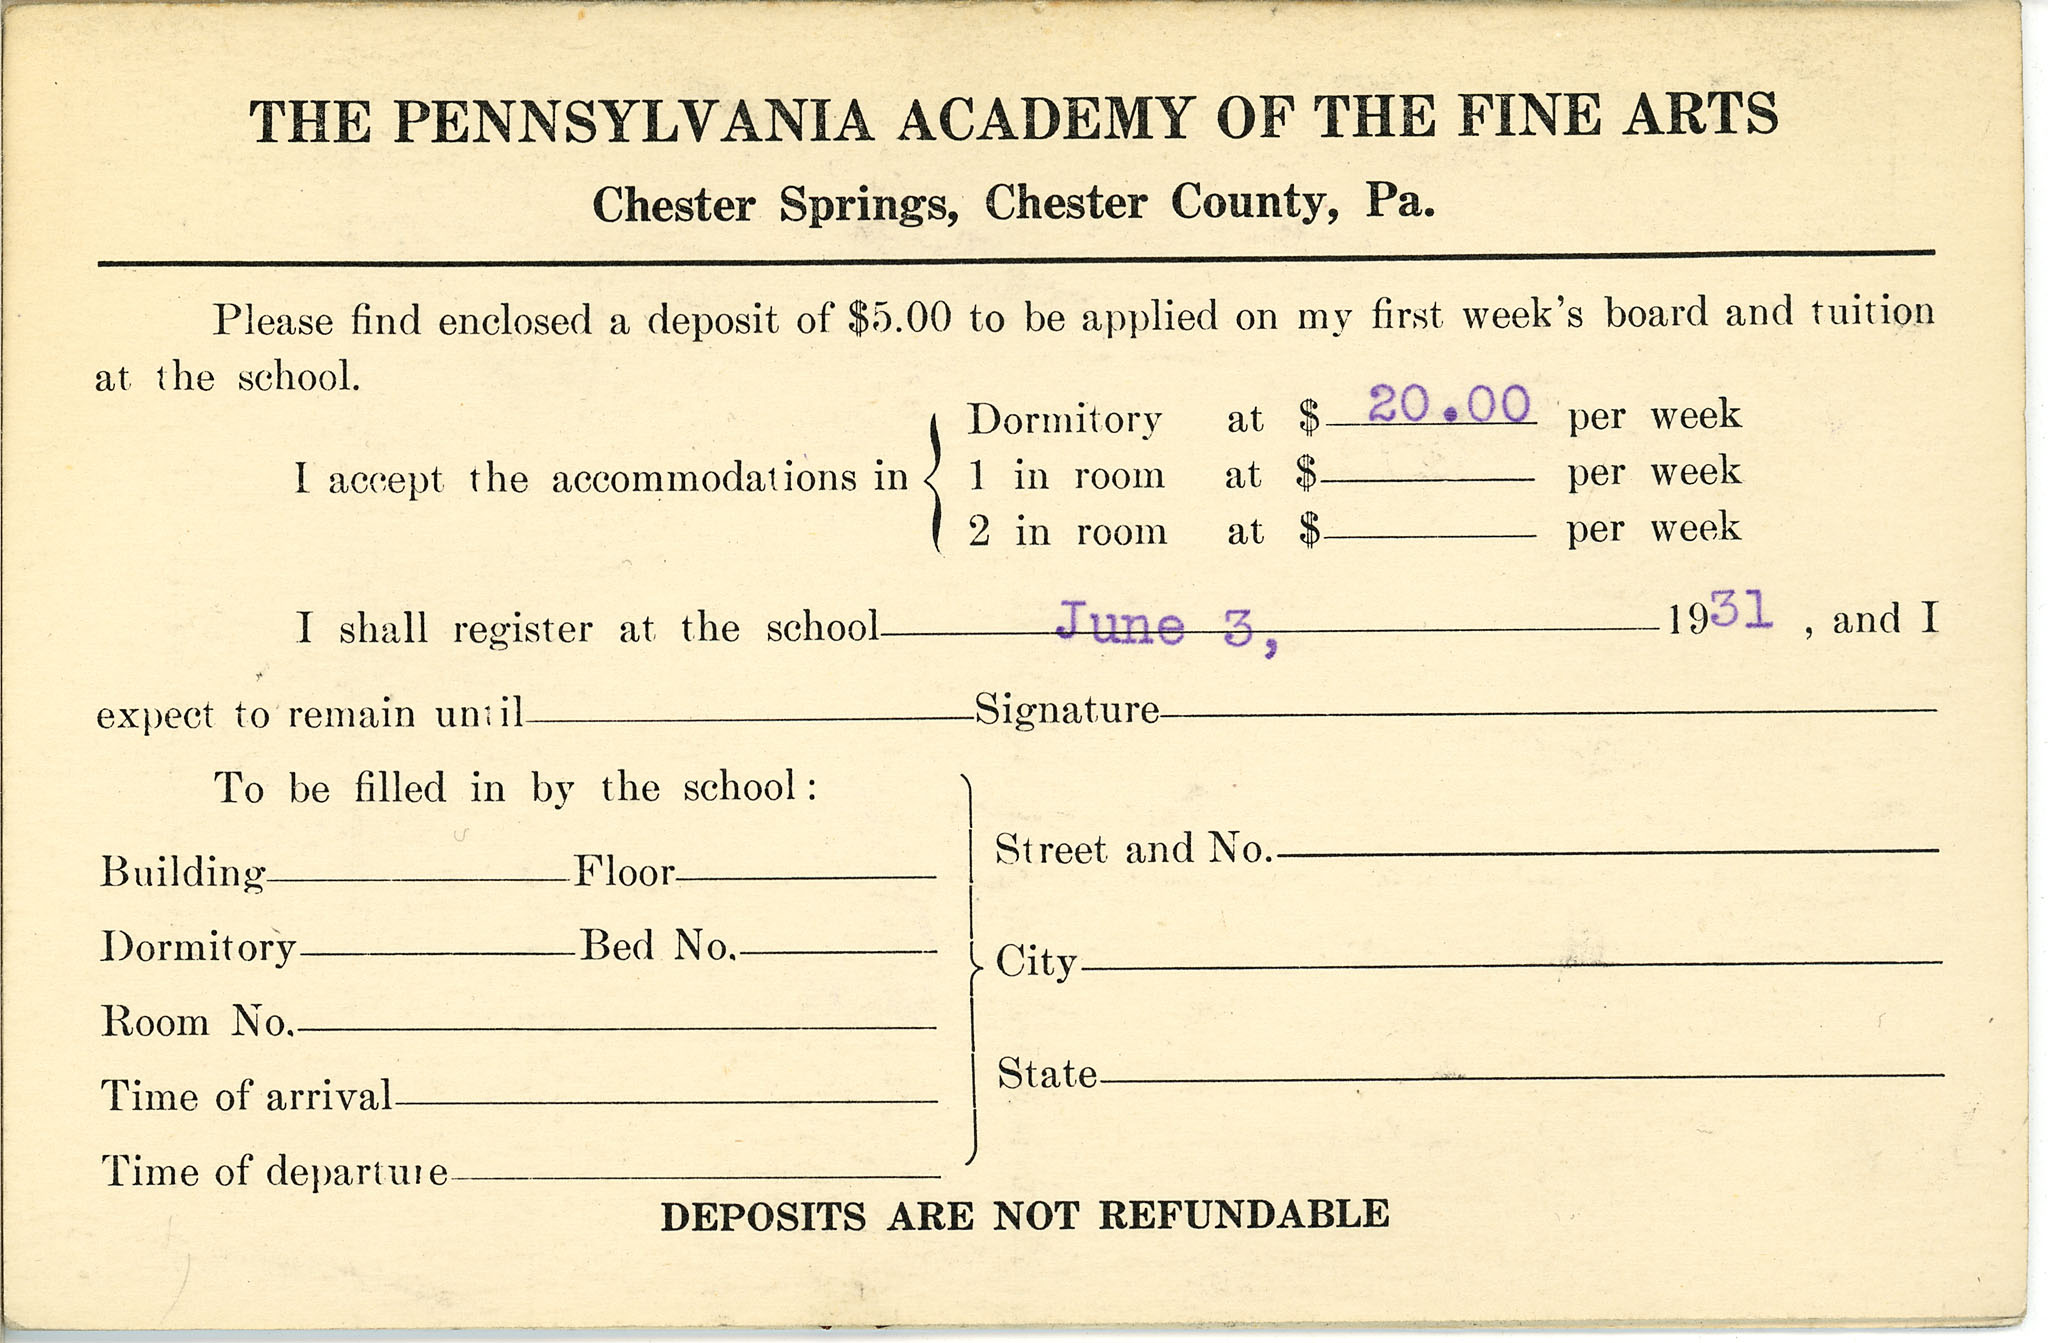 THE PENNSYLVANIA ACADEMY OF THE FINE ARTS
Chester Springs, Chester County, Pa.
Please find enclosed a deposit of $5.00 to be applied on my first week's board and tuition
at the school.
I accept the accommodations in
Dormitory at $ 20.00 per week
1 in room at $ per week
2 in room at $ per week
I shall register at the school June 3, 1931 , and I
expect to remain until Signature
To be filled in by the school:
Building Floor
Dormitory Bed No.
Room No.
Time of arrival
Time of departure
Street and No.
City
State
DEPOSITS ARE NOT REFUNDABLE